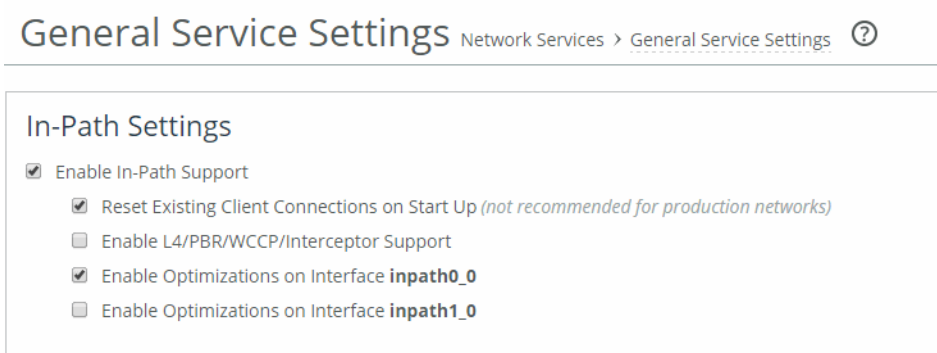 General Service Settings Network Services › General Service Settings ?
In-Path Settings
Enable In-Path Support
Reset Existing Client Connections on Start Up (not recommended for production networks)
Enable L4/PBR/WCCP/Interceptor Support
Enable Optimizations on Interface inpath0_0
Enable Optimizations on Interface inpath1_0